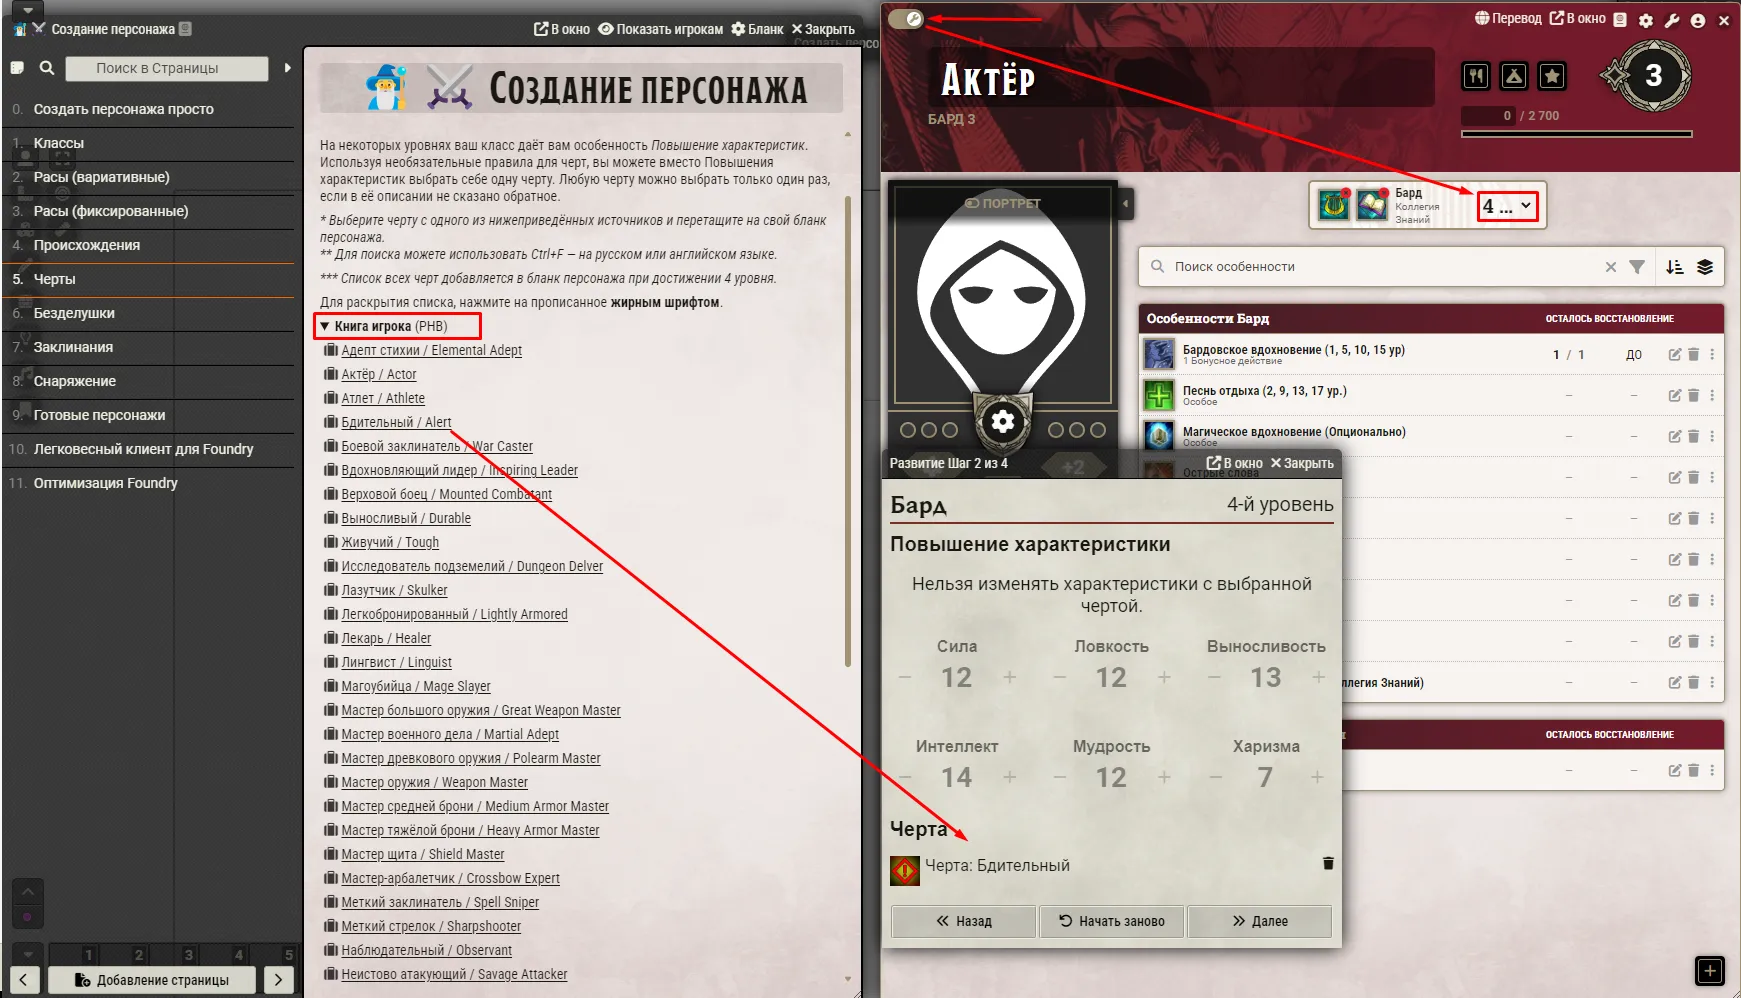 Создание персонажа
В окно
Показать игрокам
Бланк
Закрыть
Поиск в Страницы
0. Создать персонажа просто
1. Классы
2. Расы (вариативные)
3. Расы (фиксированные)
4. Происхождения
5. Черты
6. Безделушки
7. Заклинания
8. Снаряжение
9. Готовые персонажи
10. Легковесный клиент для Foundry
11. Оптимизация Foundry
1 2 3 4 5
Добавление страницы
Создание персонажа
На некоторых уровнях ваш класс даёт вам особенность Повышение характеристик.
Используя необязательные правила для черт, вы можете вместо Повышения
характеристик выбрать себе одну черту. Любую черту можно выбрать только один раз,
если в её описании не сказано обратное.
* Выберите черту с одного из нижеприведённых источников и перетащите на свой бланк
персонажа.
** Для поиска можете использовать Ctrl+F — на русском или английском языке.
*** Список всех черт добавляется в бланк персонажа при достижении 4 уровня.
Для раскрытия списка, нажмите на прописанное жирным шрифтом.
Книга игрока (PHB)
Адепт стихии / Elemental Adept
Актёр / Actor
Атлет / Athlete
Бдительный / Alert
Боевой заклинатель / War Caster
Вдохновляющий лидер / Inspiring Leader
Верховой боец / Mounted Combatant
Выносливый / Durable
Живучий / Tough
Исследователь подземелий / Dungeon Delver
Лазутчик / Skulker
Легкобронированный / Lightly Armored
Лекарь / Healer
Лингвист / Linguist
Магоубийца / Mage Slayer
Мастер большого оружия / Great Weapon Master
Мастер военного дела / Martial Adept
Мастер древкового оружия / Polearm Master
Мастер оружия / Weapon Master
Мастер средней брони / Medium Armor Master
Мастер тяжёлой брони / Heavy Armor Master
Мастер щита / Shield Master
Мастер-арбалетчик / Crossbow Expert
Меткий заклинатель / Spell Sniper
Меткий стрелок / Sharpshooter
Наблюдательный / Observant
Неистово атакующий / Savage Attacker
Перевод
В окно
Актёр
БАРД 3
3
0 / 2 700
ПОРТРЕТ
Бард
Коллегия
Знаний
4 ...
Поиск особенности
Особенности Бард
ОСТАЛОСЬ ВОССТАНОВЛЕНИЕ
Бардовское вдохновение (1, 5, 10, 15 ур)
1 Бонусное действие
1 / 1
ДО
Песнь отдыха (2, 9, 13, 17 ур.)
Особое
– –
Магическое вдохновение (Опционально)
Особое
– –
Острые слова
– –
– –
– –
– –
– –
ллегия Знаний)
– –
ОСТАЛОСЬ ВОССТАНОВЛЕНИЕ
– –
+2
Развитие Шаг 2 из 4
В окно
Закрыть
Бард
4-й уровень
Повышение характеристики
Нельзя изменять характеристики с выбранной
чертой.
Сила Ловкость Выносливость
– 12 + – 12 + – 13 +
Интеллект Мудрость Харизма
– 14 + – 12 + – 7 +
Черта
Черта: Бдительный
Назад
Начать заново
Далее